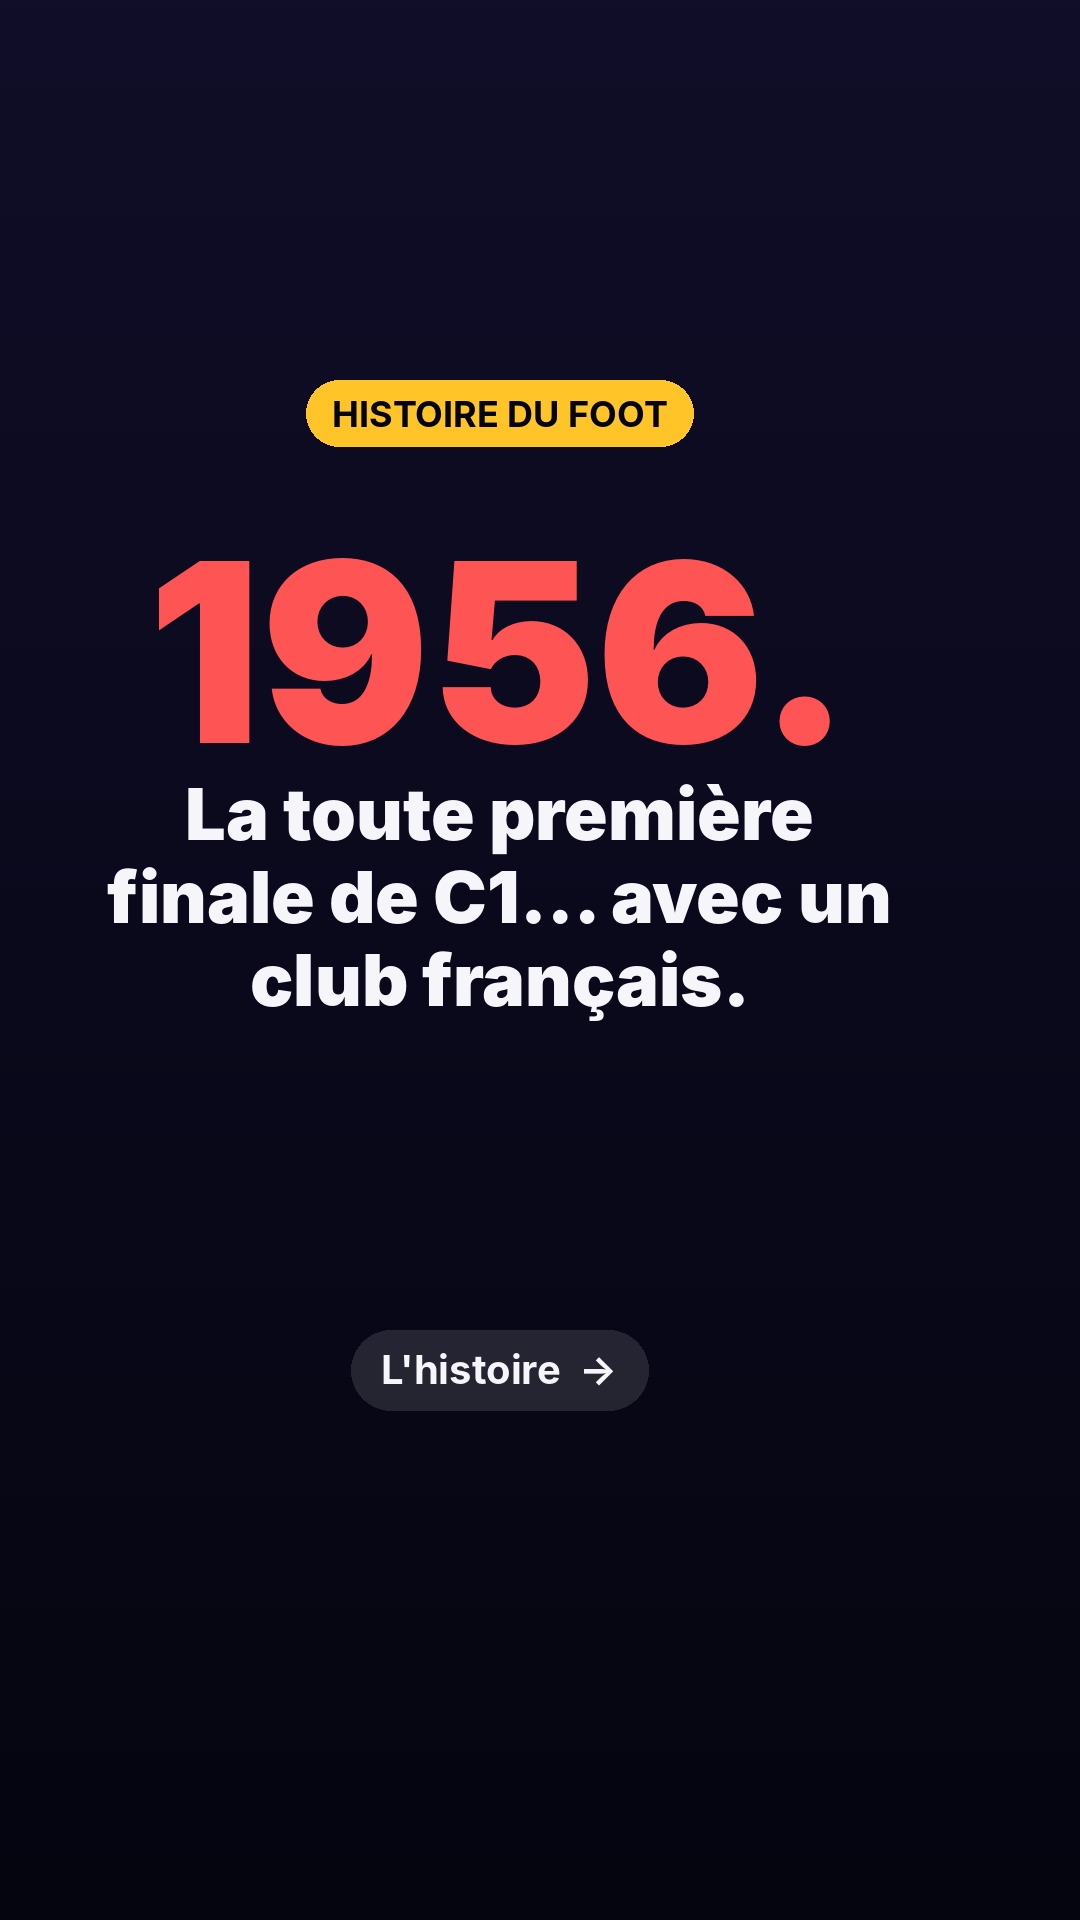 HISTOIRE DU FOOT
1956.
La toute première
finale de C1... avec un
club français.
L'histoire →